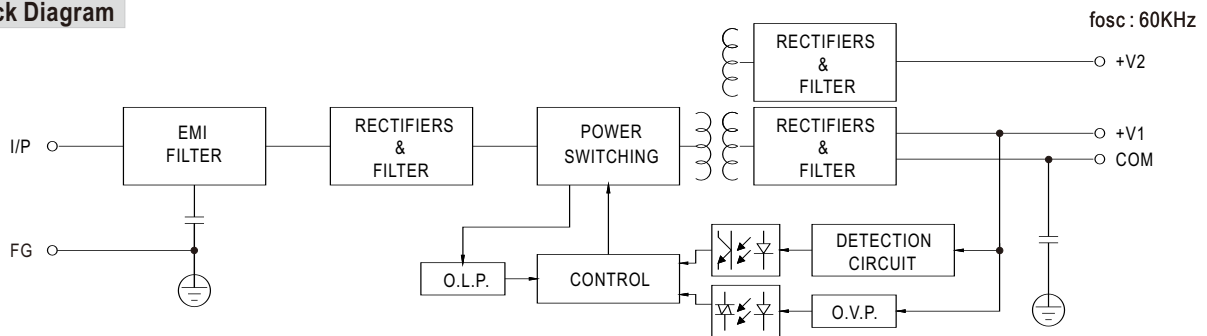 ck Diagram
fosc : 60KHz
RECTIFIERS
&
FILTER
+V2
I/P
EMI
FILTER
RECTIFIERS
&
FILTER
POWER
SWITCHING
RECTIFIERS
&
FILTER
+V1
COM
FG
O.L.P.
CONTROL
DETECTION
CIRCUIT
O.V.P.